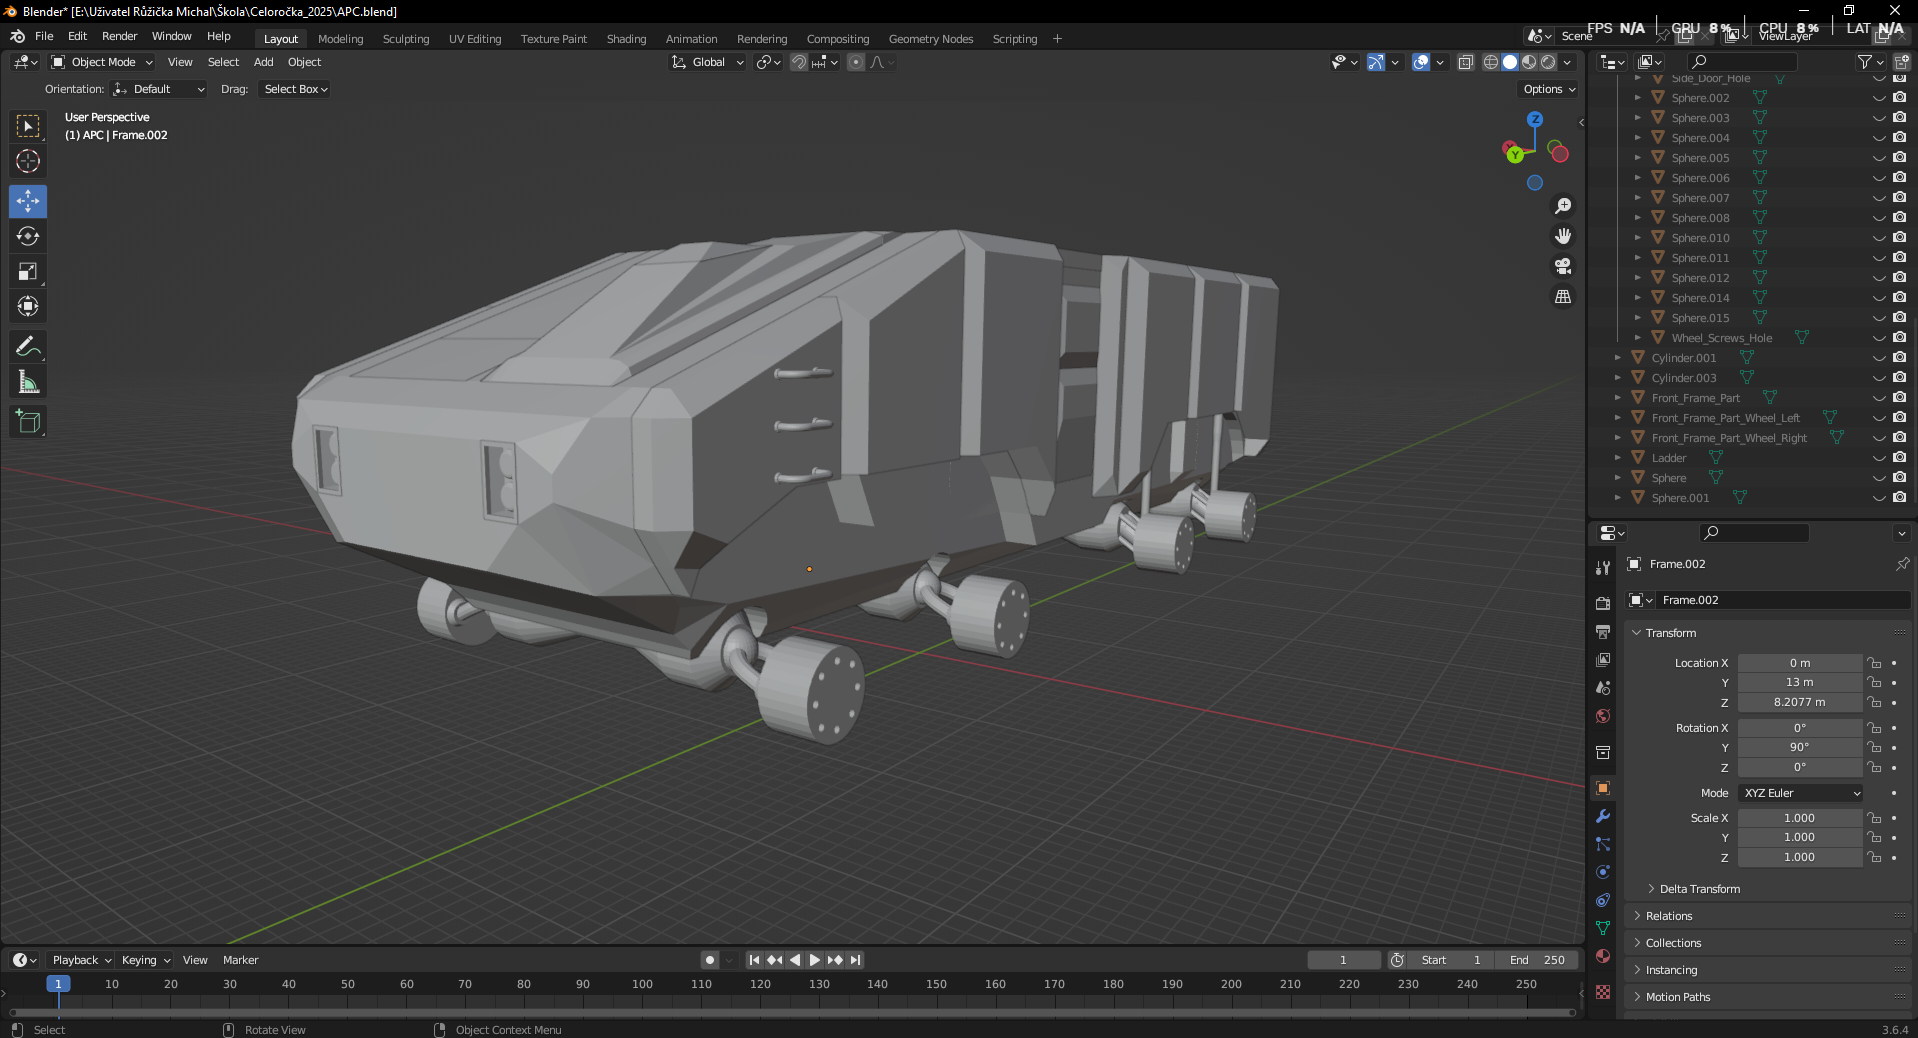 Blender* [E:\Uživatel Růžička Michal\Škola\Celoročka_2025\APC.blend]
FPS N/A GRU 8% CPU 8% LAT N/A
File Edit Render Window Help Layout Modeling Sculpting UV Editing Texture Paint Shading Animation Rendering Compositing Geometry Nodes Scripting +
Scene ViewLayer
Object Mode View Select Add Object Global
Orientation: Default Drag: Select Box Options
User Perspective
(1) APC | Frame.002
Z
Y
Side_Door_Hole
Sphere.002
Sphere.003
Sphere.004
Sphere.005
Sphere.006
Sphere.007
Sphere.008
Sphere.010
Sphere.011
Sphere.012
Sphere.014
Sphere.015
Wheel_Screws_Hole
Cylinder.001
Cylinder.003
Front_Frame_Part
Front_Frame_Part_Wheel_Left
Front_Frame_Part_Wheel_Right
Ladder
Sphere
Sphere.001
Frame.002
Frame.002
Transform
Location X 0 m
Y 13 m
Z 8.2077 m
Rotation X 0°
Y 90°
Z 0°
Mode XYZ Euler
Scale X 1.000
Y 1.000
Z 1.000
Delta Transform
Relations
Collections
Instancing
Motion Paths
Playback Keying View Marker 1 Start 1 End 250
1 10 20 30 40 50 60 70 80 90 100 110 120 130 140 150 160 170 180 190 200 210 220 230 240 250
Select Rotate View Object Context Menu 3.6.4